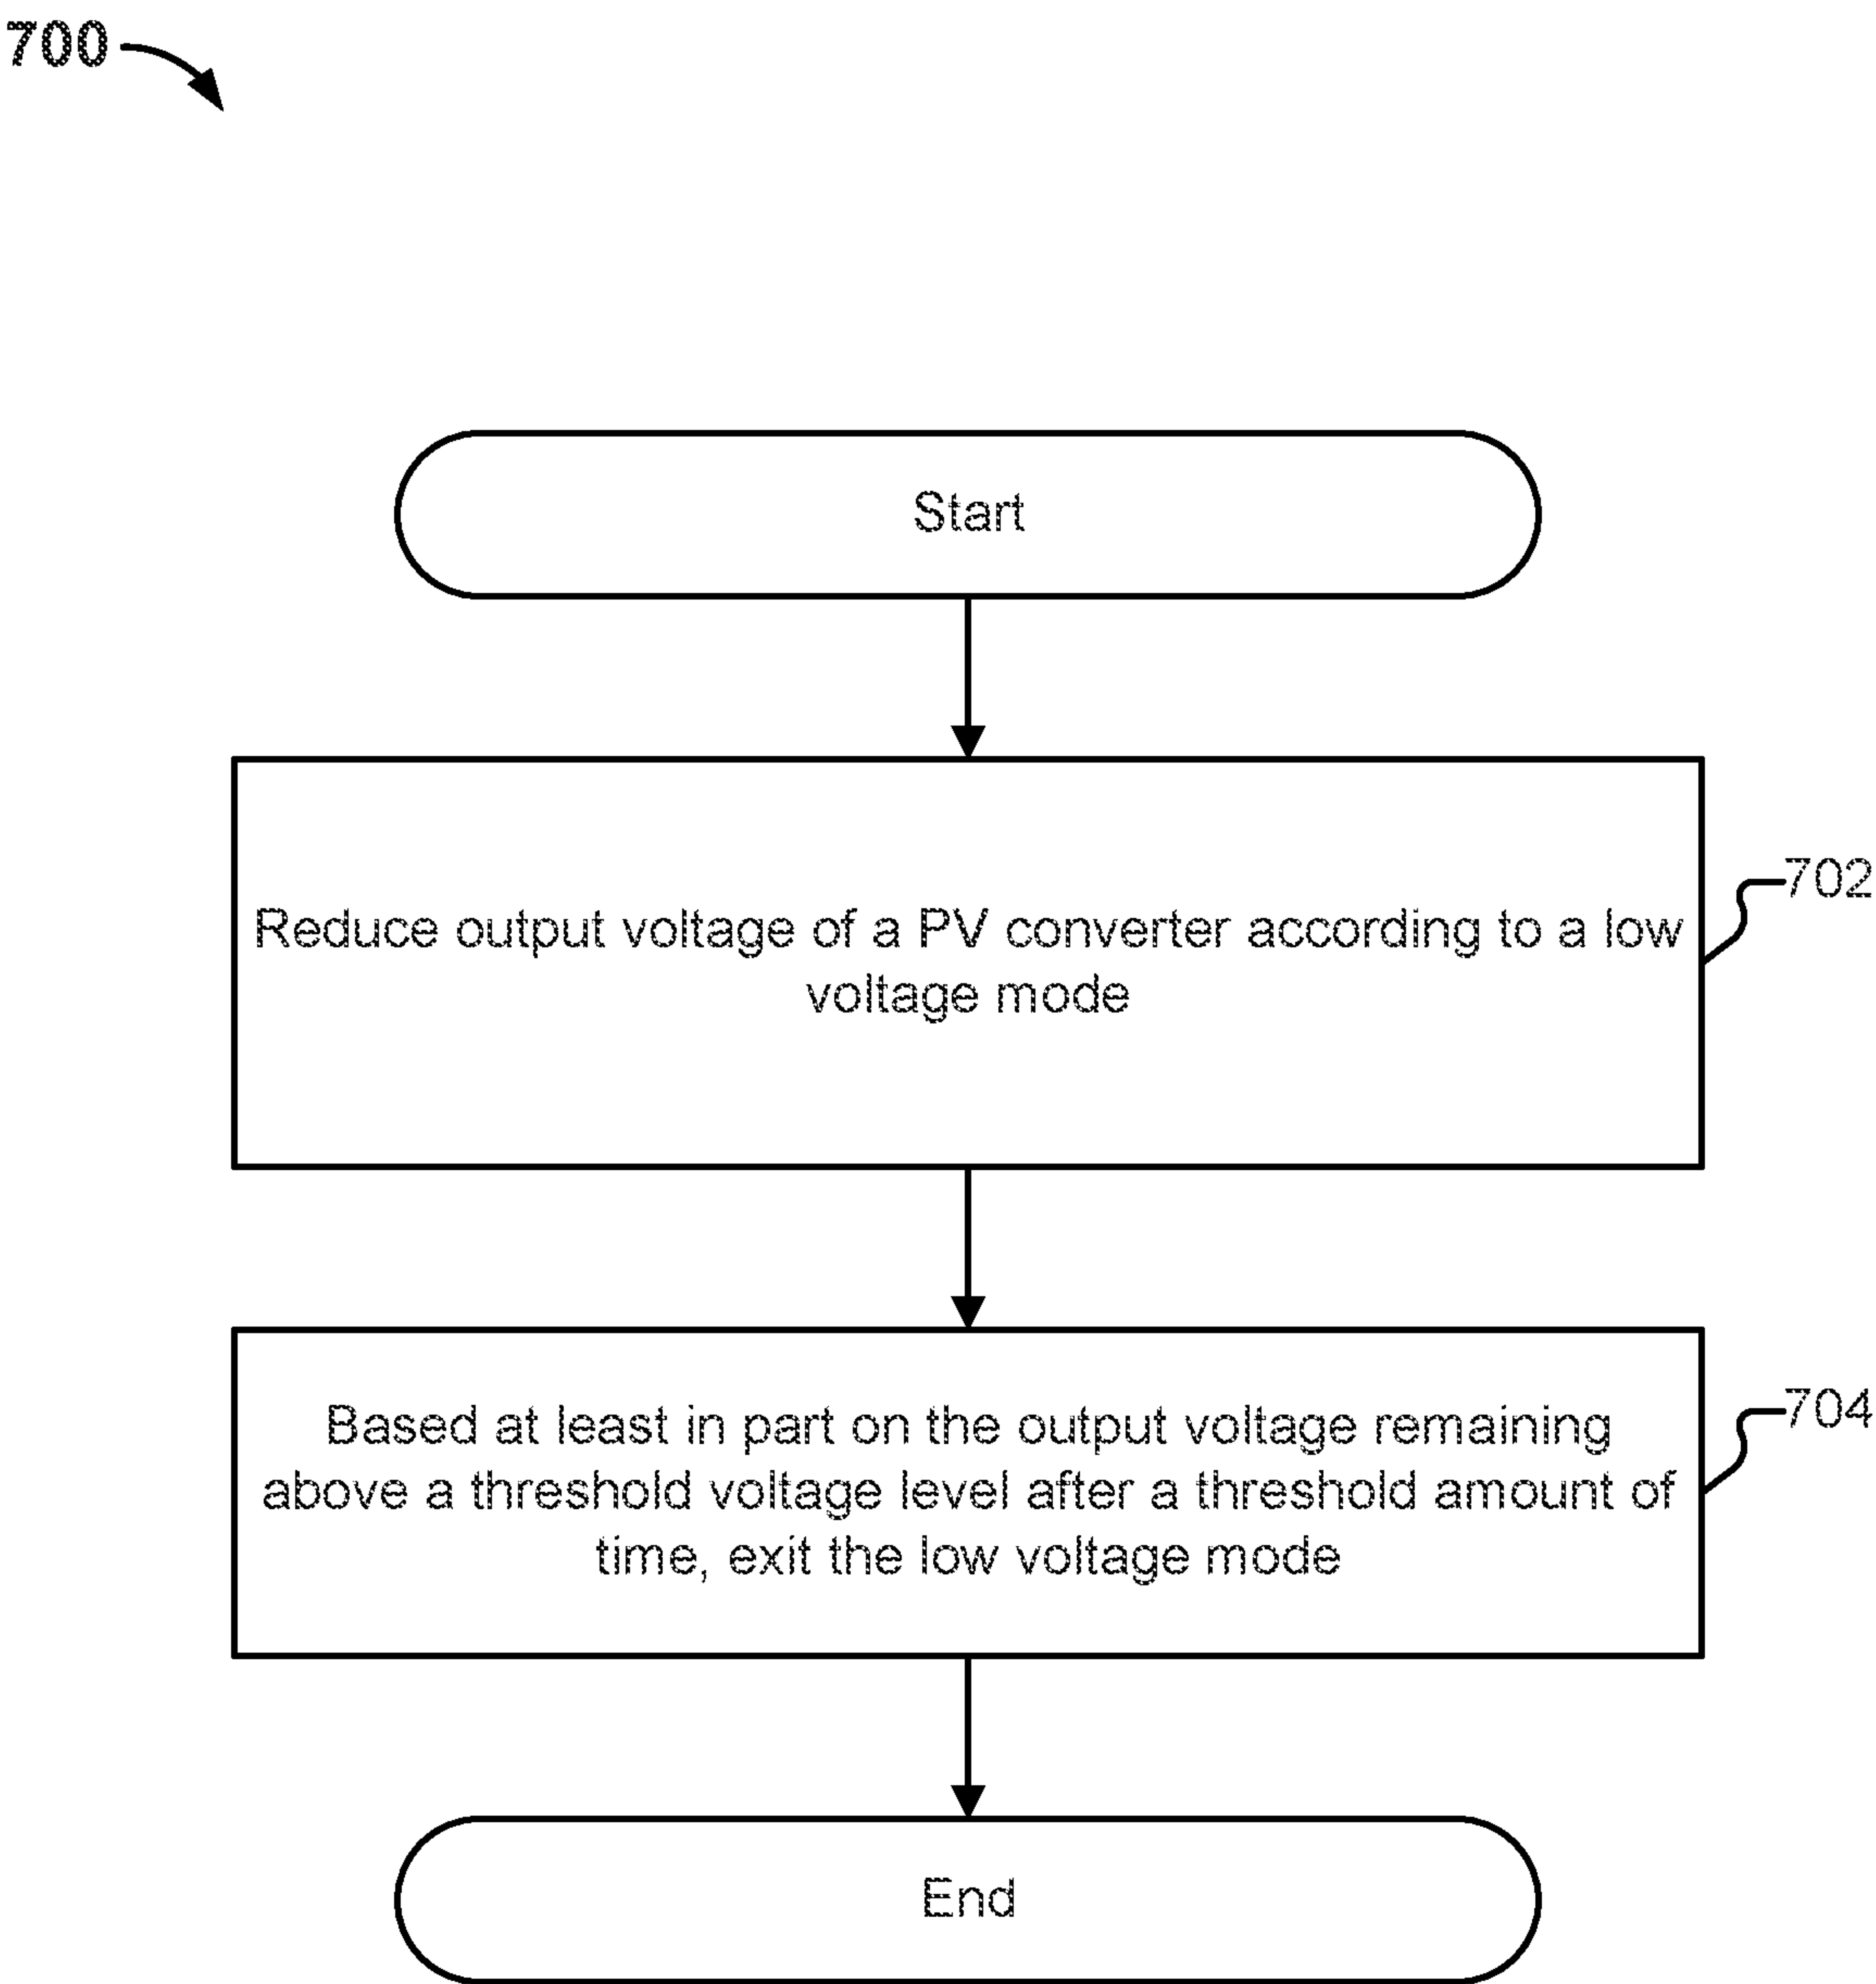 700
Start
Reduce output voltage of a PV converter according to a low
voltage mode
702
Based at least in part on the output voltage remaining
above a threshold voltage level after a threshold amount of
time, exit the low voltage mode
704
End